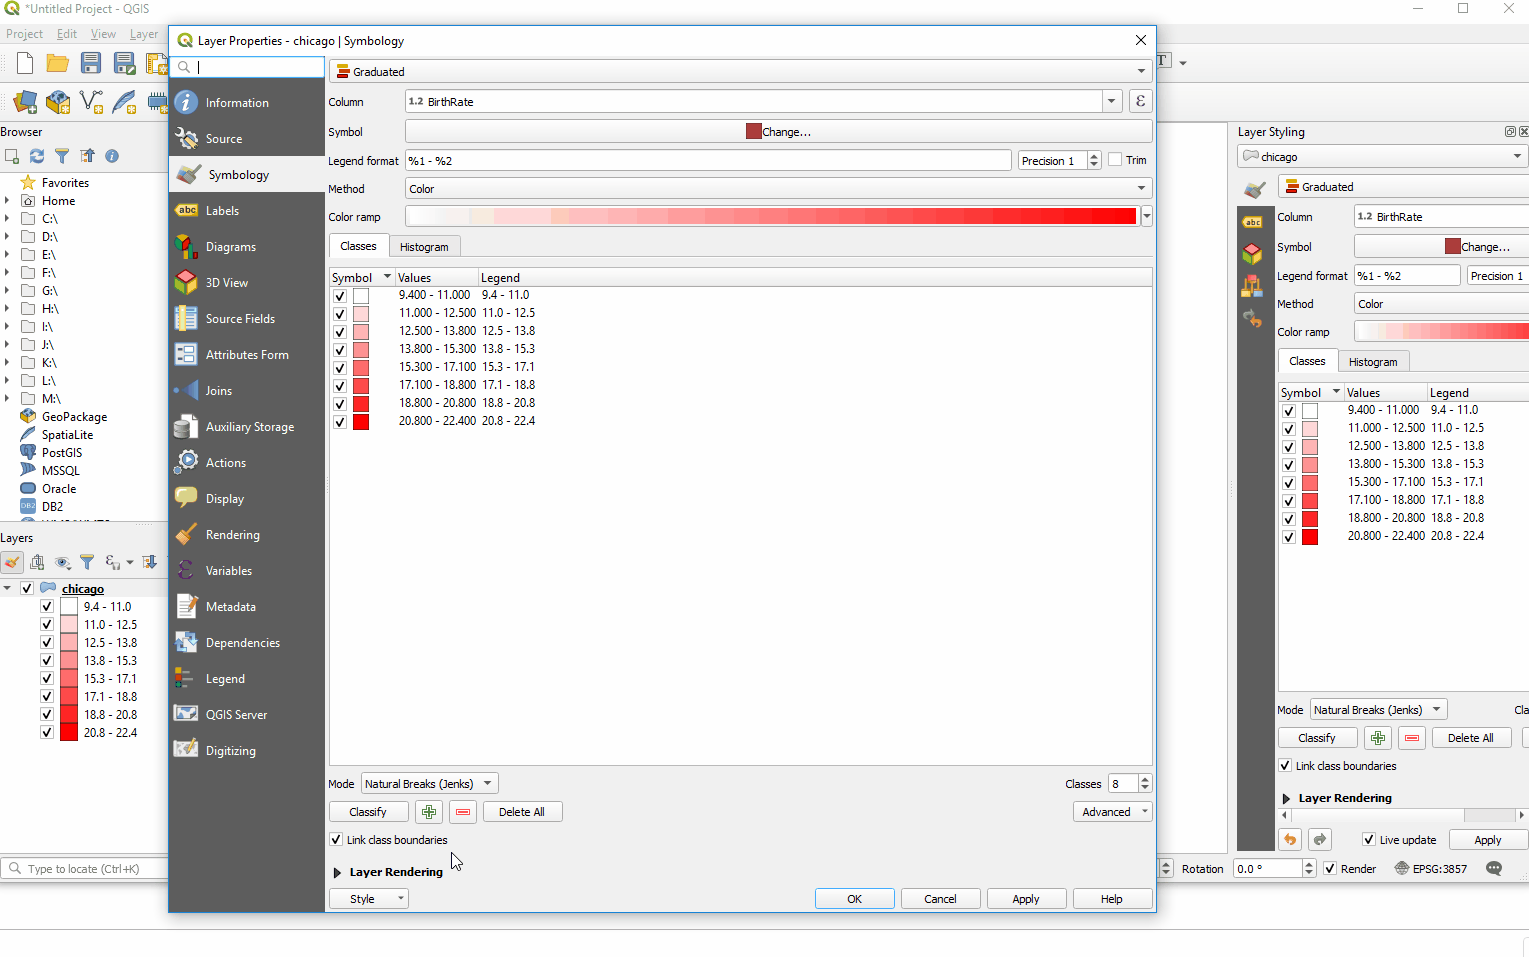 *Untitled Project - QGIS
Project Edit View Layer
Layer Properties - chicago | Symbology
Information
Source
Symbology
Labels
Diagrams
3D View
Source Fields
Attributes Form
Joins
Auxiliary Storage
Actions
Display
Rendering
Variables
Metadata
Dependencies
Legend
QGIS Server
Digitizing
Graduated
Column 1.2 BirthRate ε
Symbol Change...
Legend format %1 - %2 Precision 1 Trim
Method Color
Color ramp
Classes Histogram
Symbol Values Legend
9.400 - 11.000 9.4 - 11.0
11.000 - 12.500 11.0 - 12.5
12.500 - 13.800 12.5 - 13.8
13.800 - 15.300 13.8 - 15.3
15.300 - 17.100 15.3 - 17.1
17.100 - 18.800 17.1 - 18.8
18.800 - 20.800 18.8 - 20.8
20.800 - 22.400 20.8 - 22.4
Mode Natural Breaks (Jenks) Classes 8
Classify Delete All Advanced
Link class boundaries
Layer Rendering
Style OK Cancel Apply Help
Browser
Favorites
Home
C:\
D:\
E:\
F:\
G:\
H:\
I:\
J:\
K:\
L:\
M:\
GeoPackage
SpatiaLite
PostGIS
MSSQL
Oracle
DB2 DB2
Layers
chicago
9.4 - 11.0
11.0 - 12.5
12.5 - 13.8
13.8 - 15.3
15.3 - 17.1
17.1 - 18.8
18.8 - 20.8
20.8 - 22.4
Type to locate (Ctrl+K)
T
Layer Styling
chicago
abc
abc
Graduated
Column 1.2 BirthRate
Symbol Change...
Legend format %1 - %2 Precision 1
Method Color
Color ramp
Classes Histogram
Symbol Values Legend
9.400 - 11.000 9.4 - 11.0
11.000 - 12.500 11.0 - 12.5
12.500 - 13.800 12.5 - 13.8
13.800 - 15.300 13.8 - 15.3
15.300 - 17.100 15.3 - 17.1
17.100 - 18.800 17.1 - 18.8
18.800 - 20.800 18.8 - 20.8
20.800 - 22.400 20.8 - 22.4
Mode Natural Breaks (Jenks) Cla
Classify Delete All
Link class boundaries
Layer Rendering
Live update Apply
Rotation 0.0 ° Render EPSG:3857